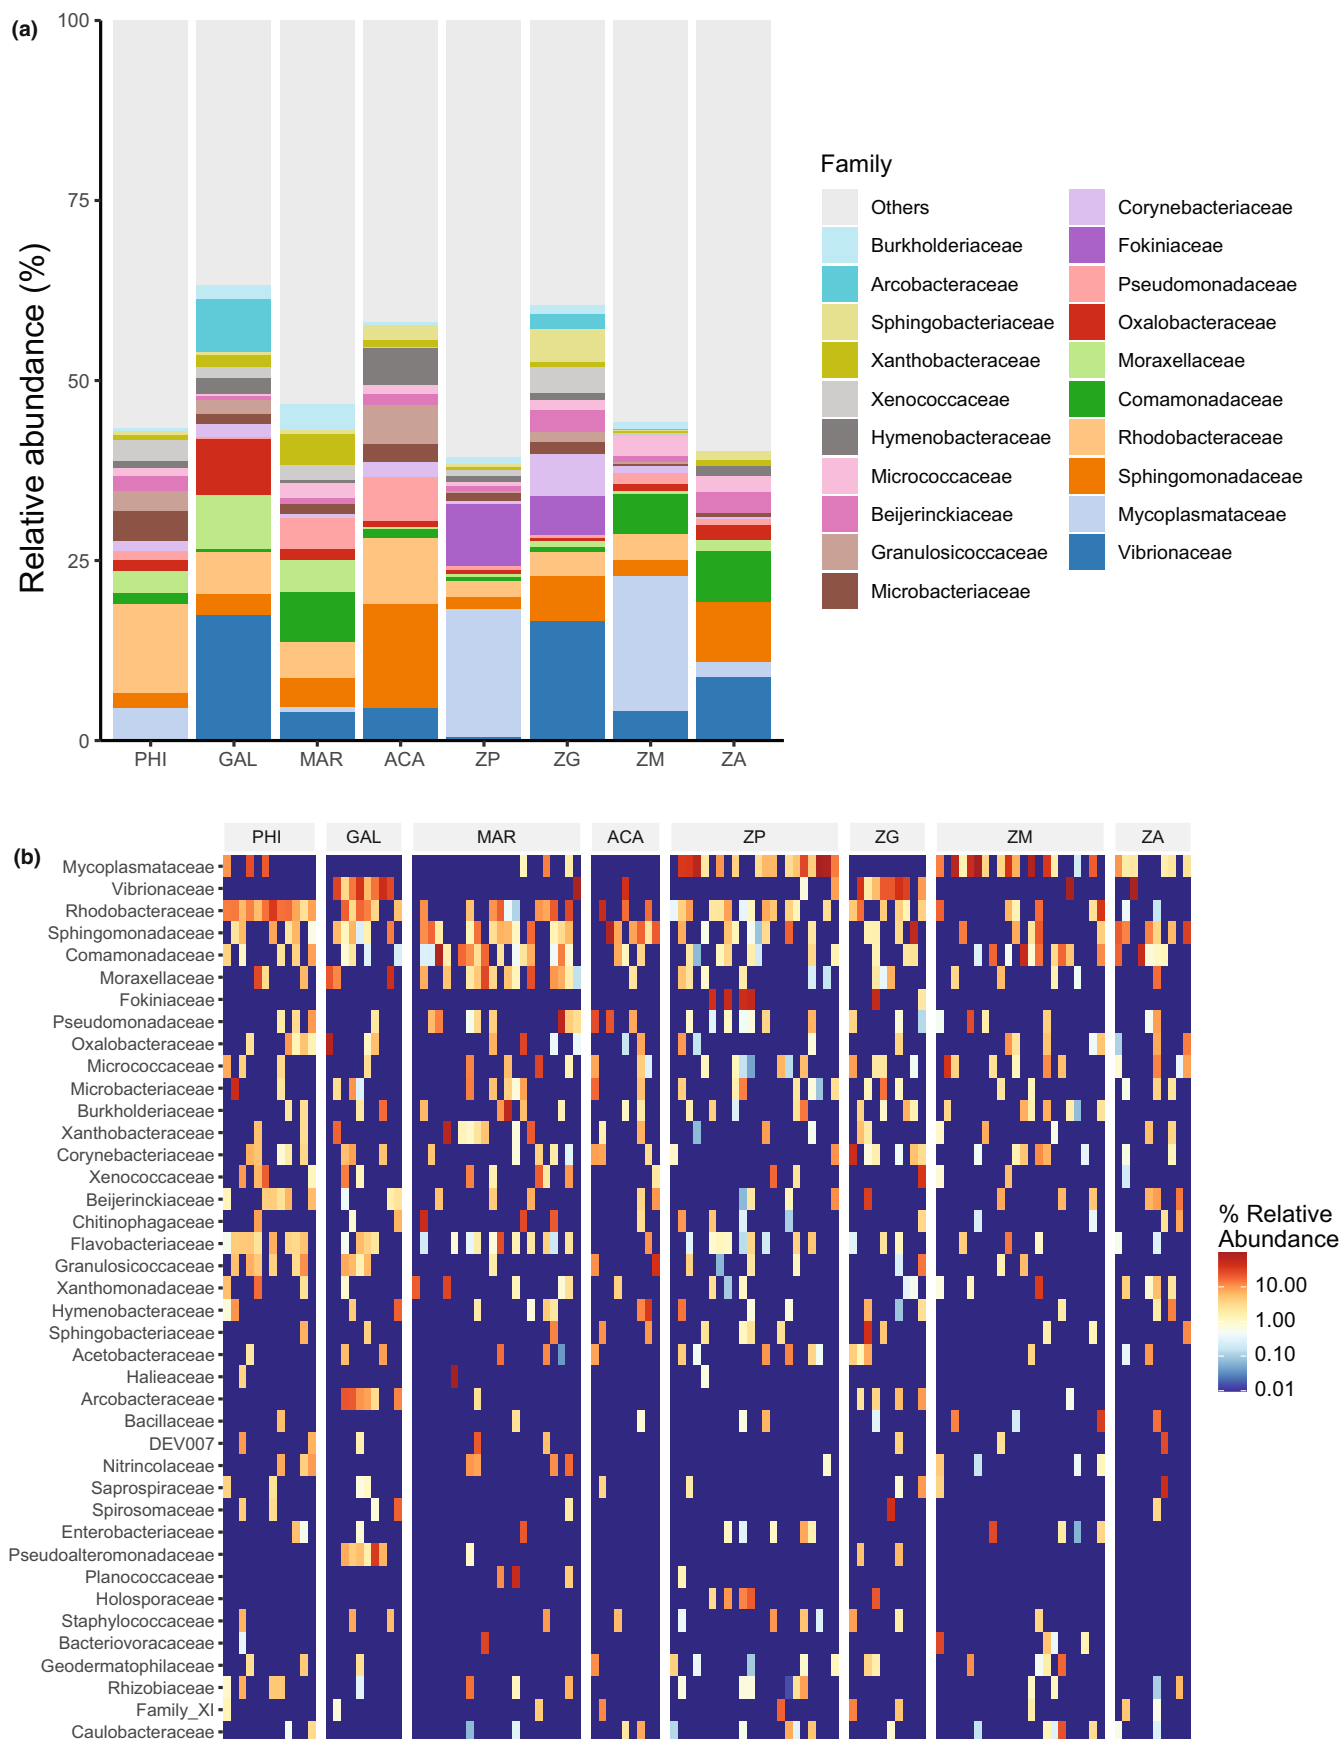 (a)
Relative abundance (%)
100
75
50
25
0
PHI GAL MAR ACA ZP ZG ZM ZA
Family
Others
Burkholderiaceae
Arcobacteraceae
Sphingobacteriaceae
Xanthobacteraceae
Xenococcaceae
Hymenobacteraceae
Micrococcaceae
Beijerinckiaceae
Granulosicoccaceae
Microbacteriaceae
Corynebacteriaceae
Fokiniaceae
Pseudomonadaceae
Oxalobacteraceae
Moraxellaceae
Comamonadaceae
Rhodobacteraceae
Sphingomonadaceae
Mycoplasmataceae
Vibrionaceae
(b)
PHI GAL MAR ACA ZP ZG ZM ZA
Mycoplasmataceae
Vibrionaceae
Rhodobacteraceae
Sphingomonadaceae
Comamonadaceae
Moraxellaceae
Fokiniaceae
Pseudomonadaceae
Oxalobacteraceae
Micrococcaceae
Microbacteriaceae
Burkholderiaceae
Xanthobacteraceae
Corynebacteriaceae
Xenococcaceae
Beijerinckiaceae
Chitinophagaceae
Flavobacteriaceae
Granulosicoccaceae
Xanthomonadaceae
Hymenobacteraceae
Sphingobacteriaceae
Acetobacteraceae
Halieaceae
Arcobacteraceae
Bacillaceae
DEV007
Nitrincolaceae
Saprospiraceae
Spirosomaceae
Enterobacteriaceae
Pseudoalteromonadaceae
Planococcaceae
Holosporaceae
Staphylococcaceae
Bacteriovoracaceae
Geodermatophilaceae
Rhizobiaceae
Family_XI
Caulobacteraceae
% Relative
Abundance
10.00
1.00
0.10
0.01